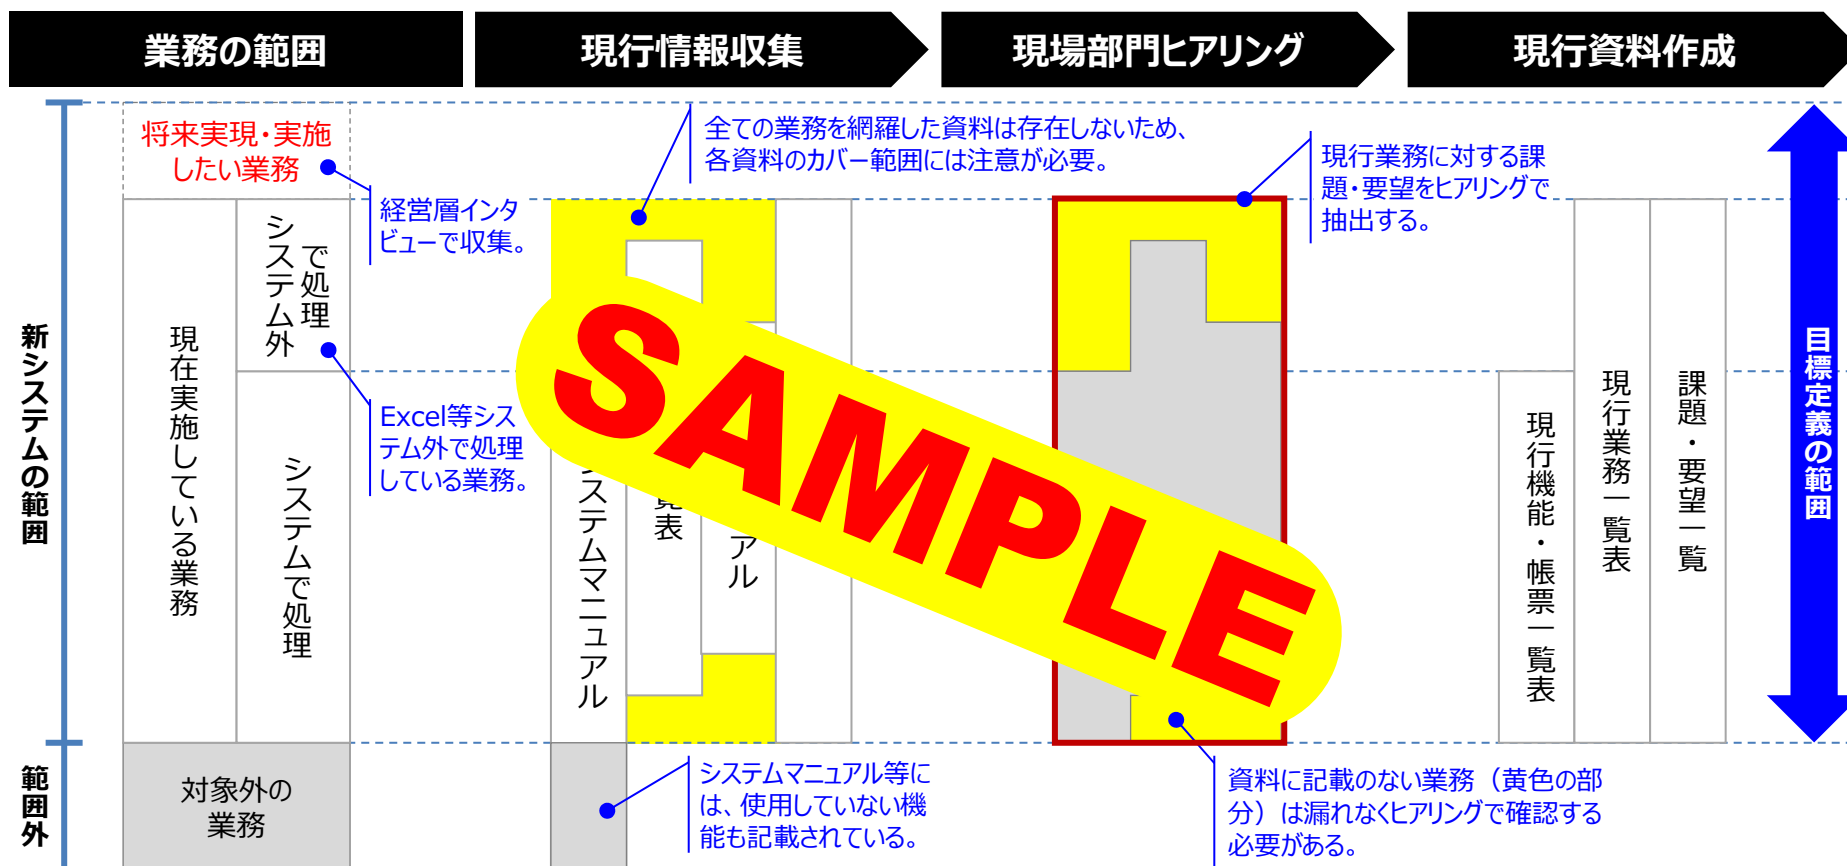 業務の範囲
現行情報収集
現場部門ヒアリング
現行資料作成
将来実現・実施
したい業務
経営層インタ
ビューで収集。
全ての業務を網羅した資料は存在しないため、
各資料のカバー範囲には注意が必要。
現行業務に対する課
題・要望をヒアリングで
抽出する。
新システムの範囲
現在実施している業務
システム外
で処理
Excel等シス
テム外で処理
している業務。
システムで処理
システムマニュアル
覧表
アル
SAMPLE
現行機能・帳票一覧表
現行業務一覧表
課題・要望一覧
目標定義の範囲
範囲外
対象外の
業務
システムマニュアル等に
は、使用していない機
能も記載されている。
資料に記載のない業務（黄色の部
分）は漏れなくヒアリングで確認する
必要がある。